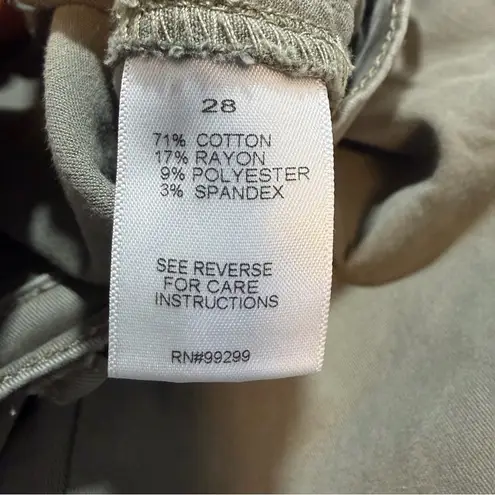 28
71% COTTON
17% RAYON
9% POLYESTER
3% SPANDEX
SEE REVERSE
FOR CARE
INSTRUCTIONS
RN#99299